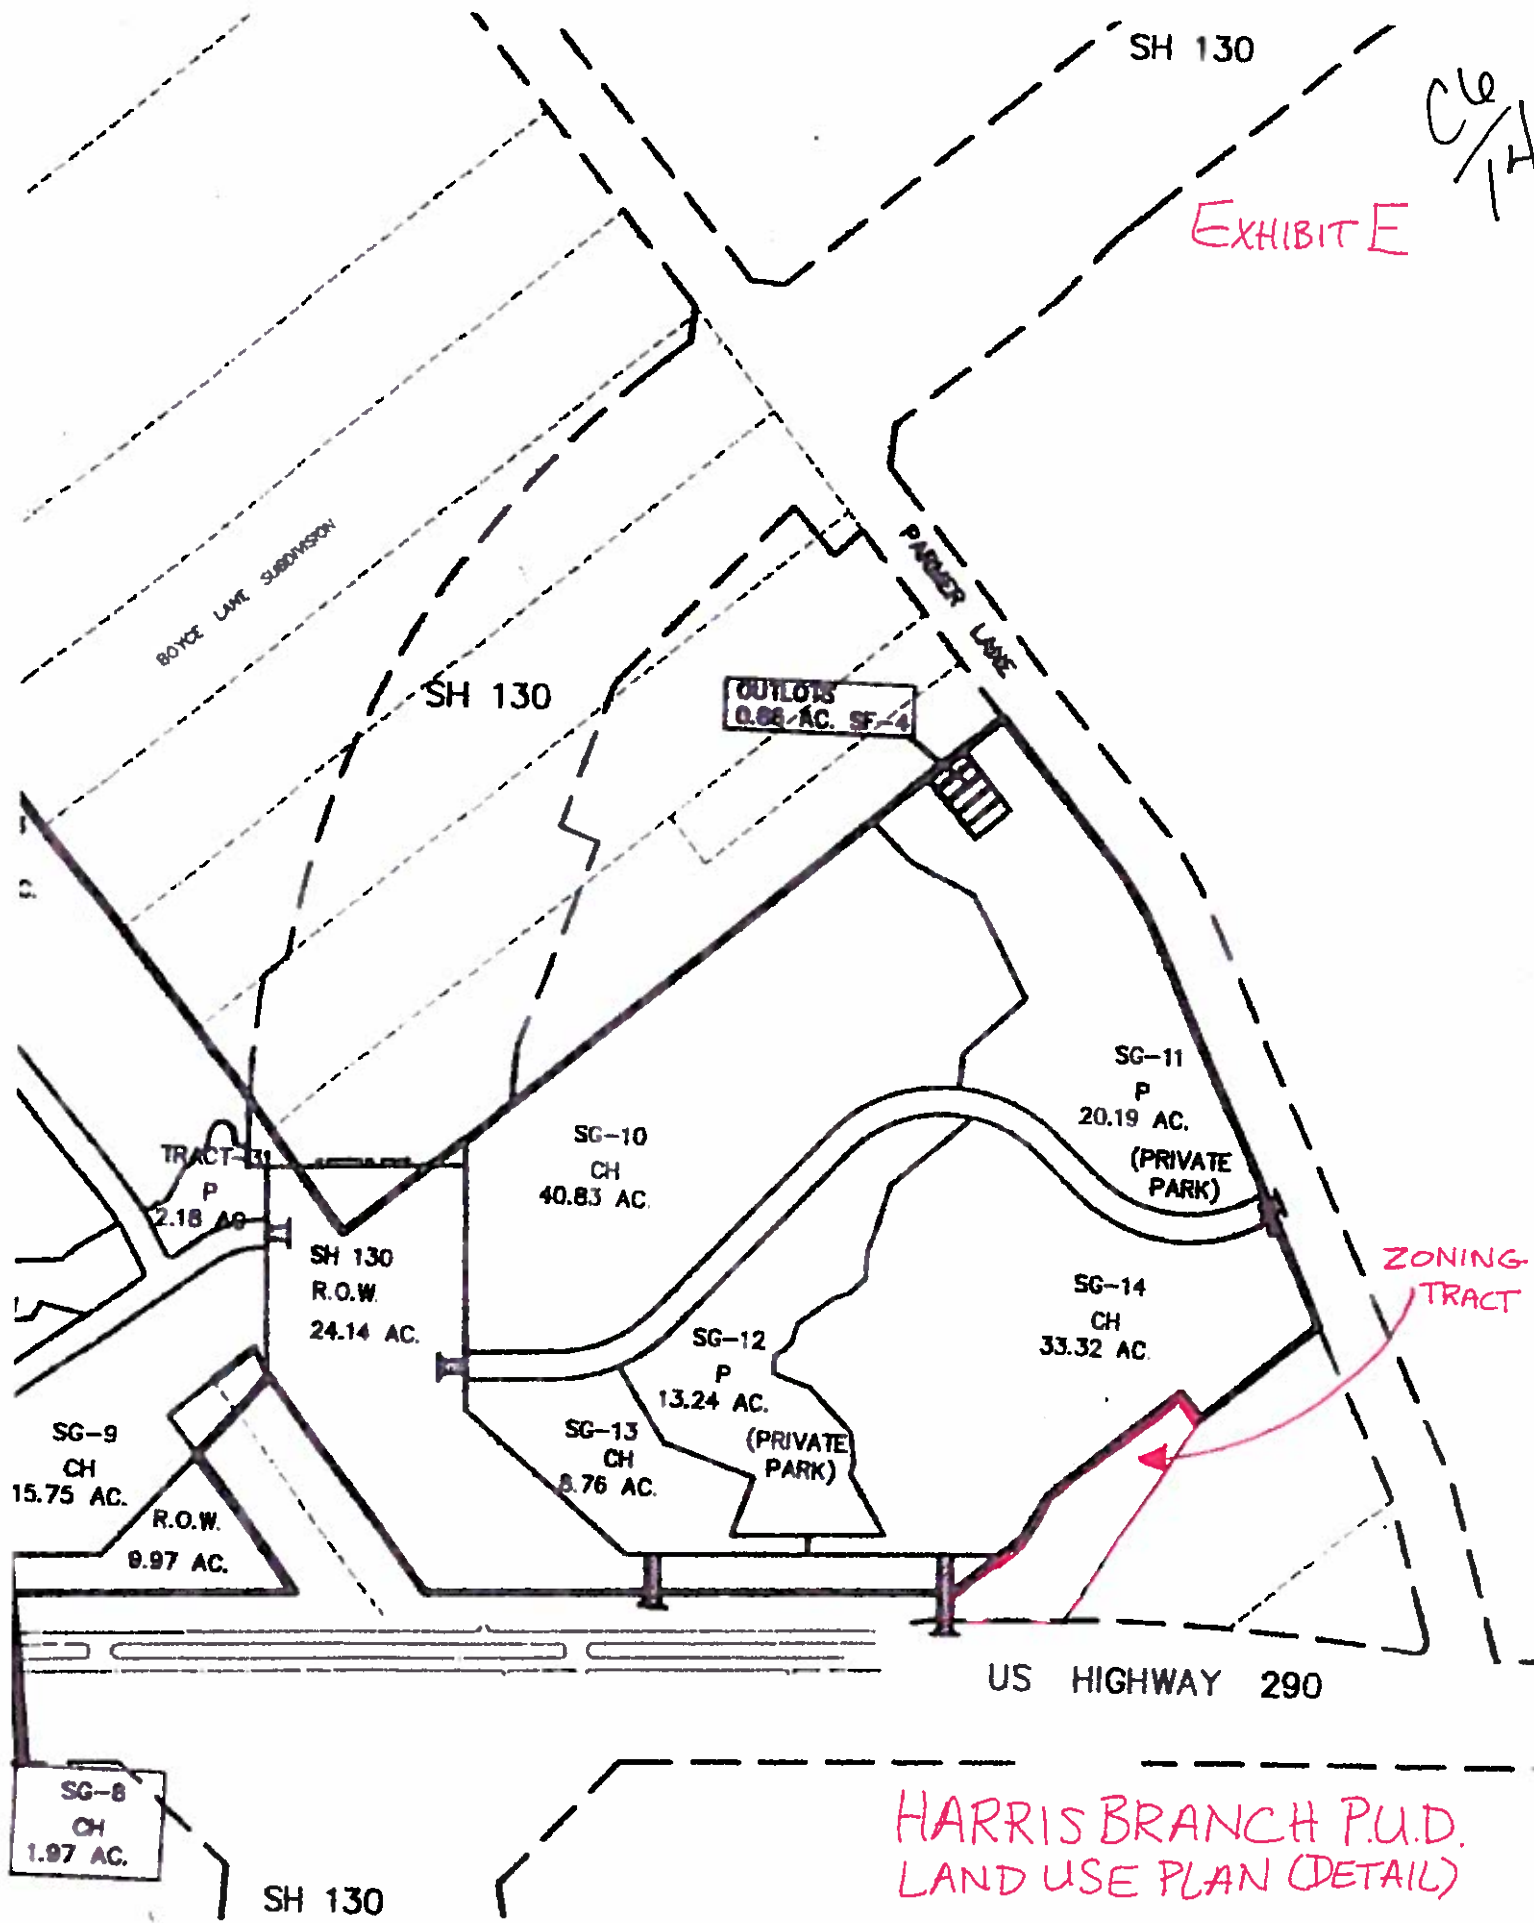 SH 130
C6/14
EXHIBIT E
PARMER LANE
BOYCE LANE SUBDIVISION
SH 130
OUTLOTS
0.86 AC. SF-4
C.
SG-11
P
20.19 AC.
(PRIVATE
PARK)
SG-10
CH
40.83 AC.
TRACT-31
P
2.18 AC
SH 130
R.O.W.
24.14 AC.
ZONING
TRACT
SG-14
CH
33.32 AC.
SG-12
P
13.24 AC.
(PRIVATE
PARK)
SG-13
CH
8.76 AC.
SG-9
CH
15.75 AC.
R.O.W.
9.97 AC.
US HIGHWAY 290
SG-8
CH
1.97 AC.
SH 130
HARRIS BRANCH P.U.D.
LAND USE PLAN (DETAIL)